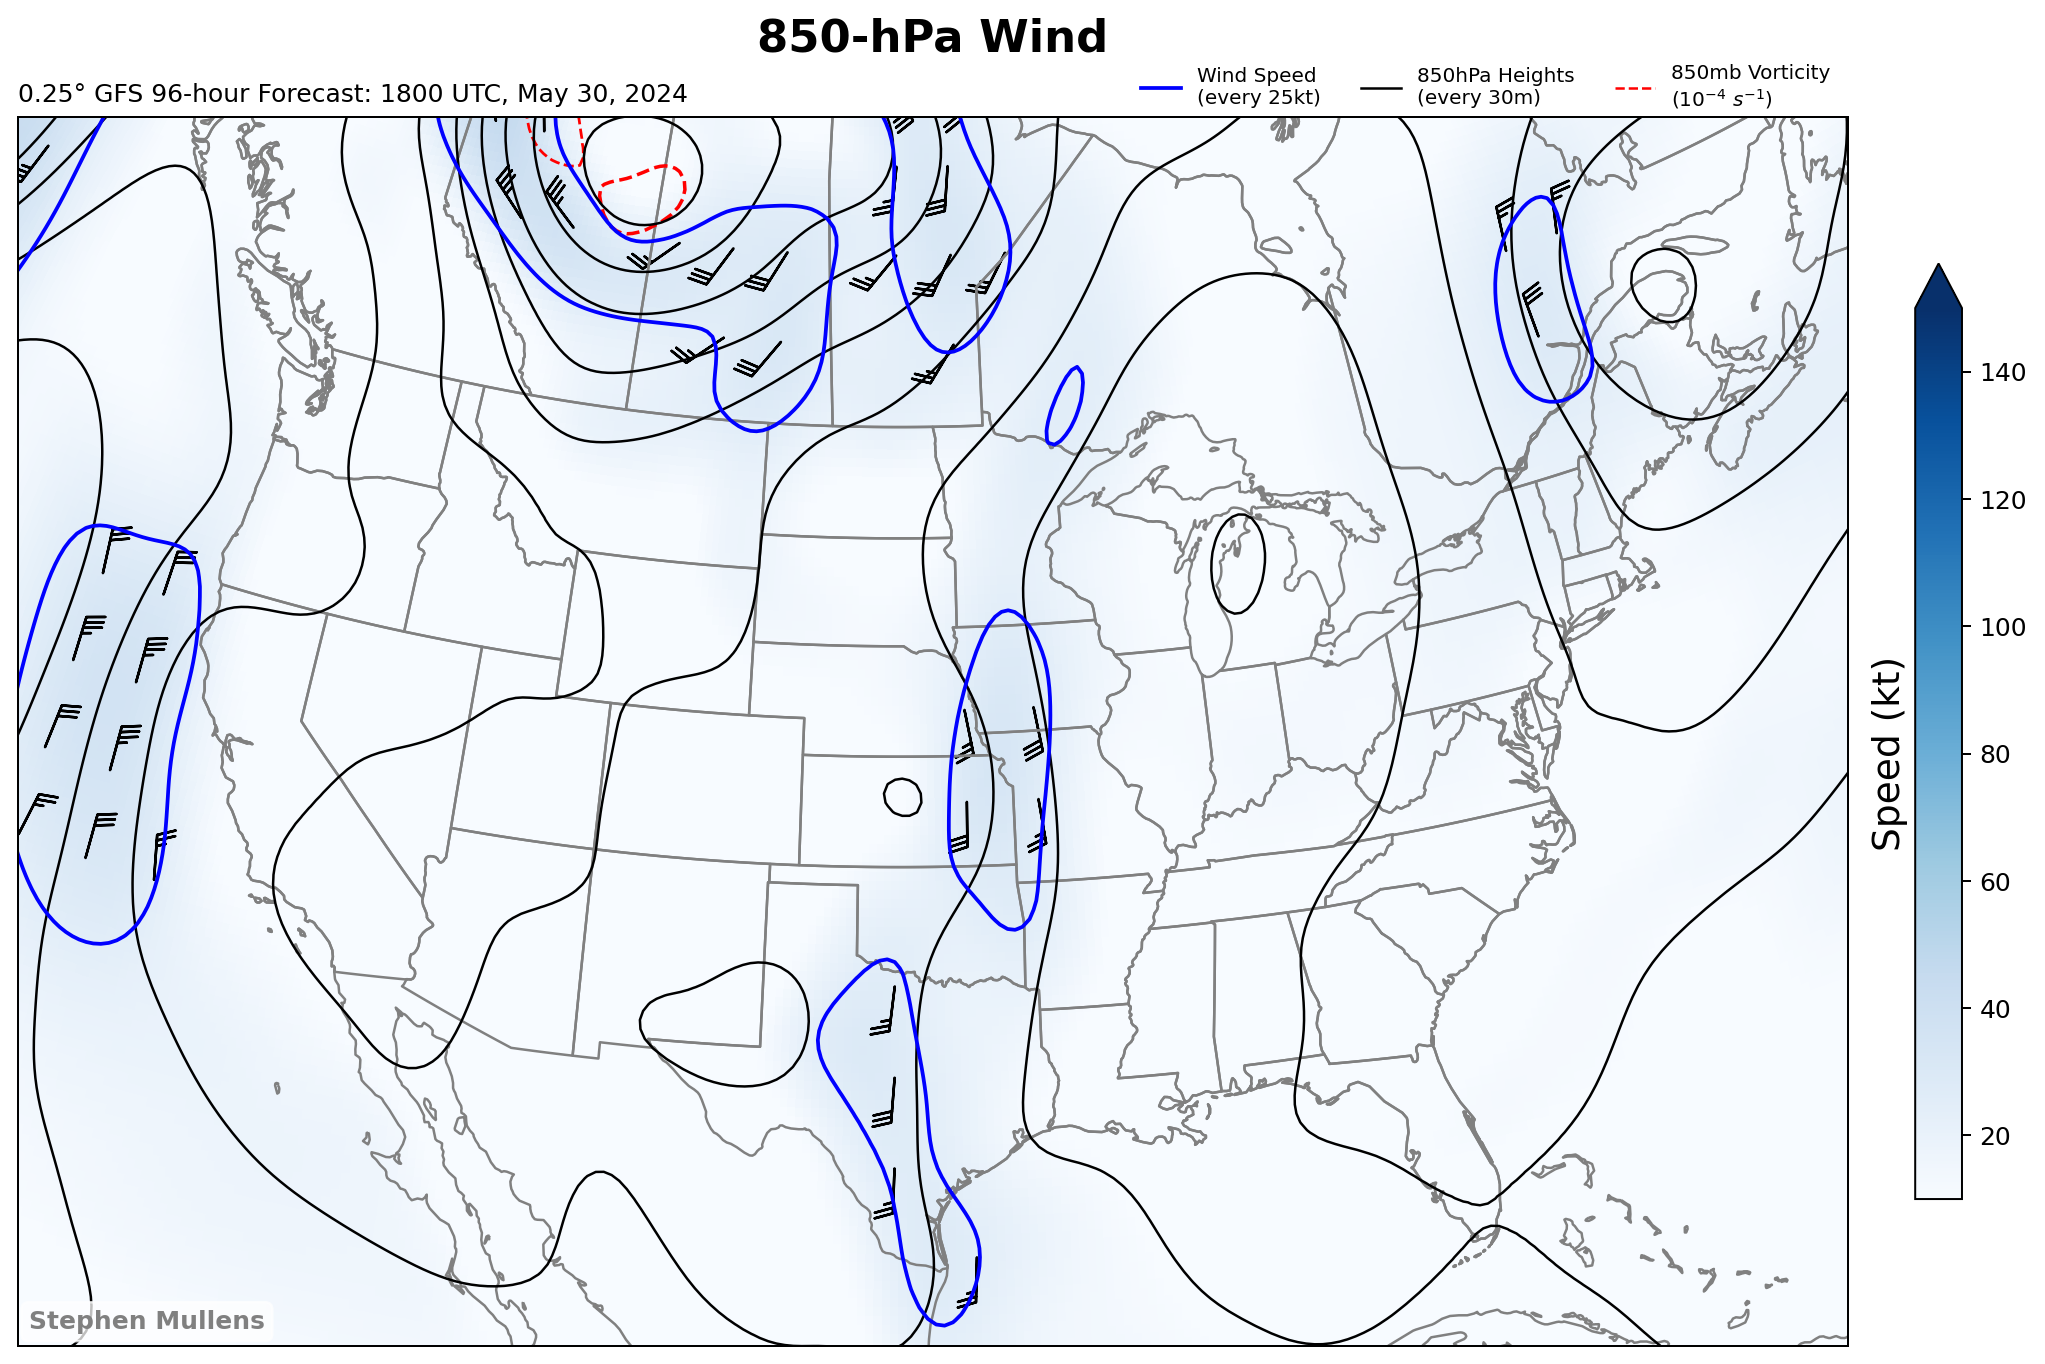 850-hPa Wind
0.25° GFS 96-hour Forecast: 1800 UTC, May 30, 2024
Wind Speed
(every 25kt)
850hPa Heights
(every 30m)
850mb Vorticity
(10⁻⁴ s⁻¹)
140
120
100
80
60
40
20
Speed (kt)
Stephen Mullens